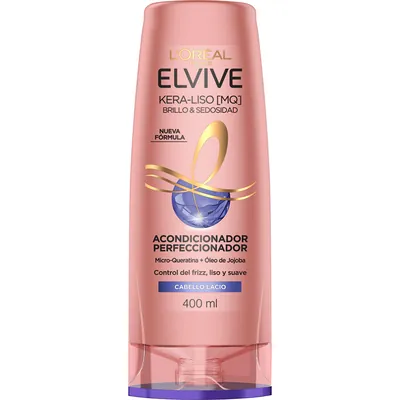 L'ORÉAL
ELVIVE
KERA-LISO [MQ]
BRILLO & SEDOSIDAD
NUEVA
FÓRMULA
ACONDICIONADOR
PERFECCIONADOR
Micro-Queratina + Óleo de Jojoba
Control del frizz, liso y suave
CABELLO LACIO
400 ml